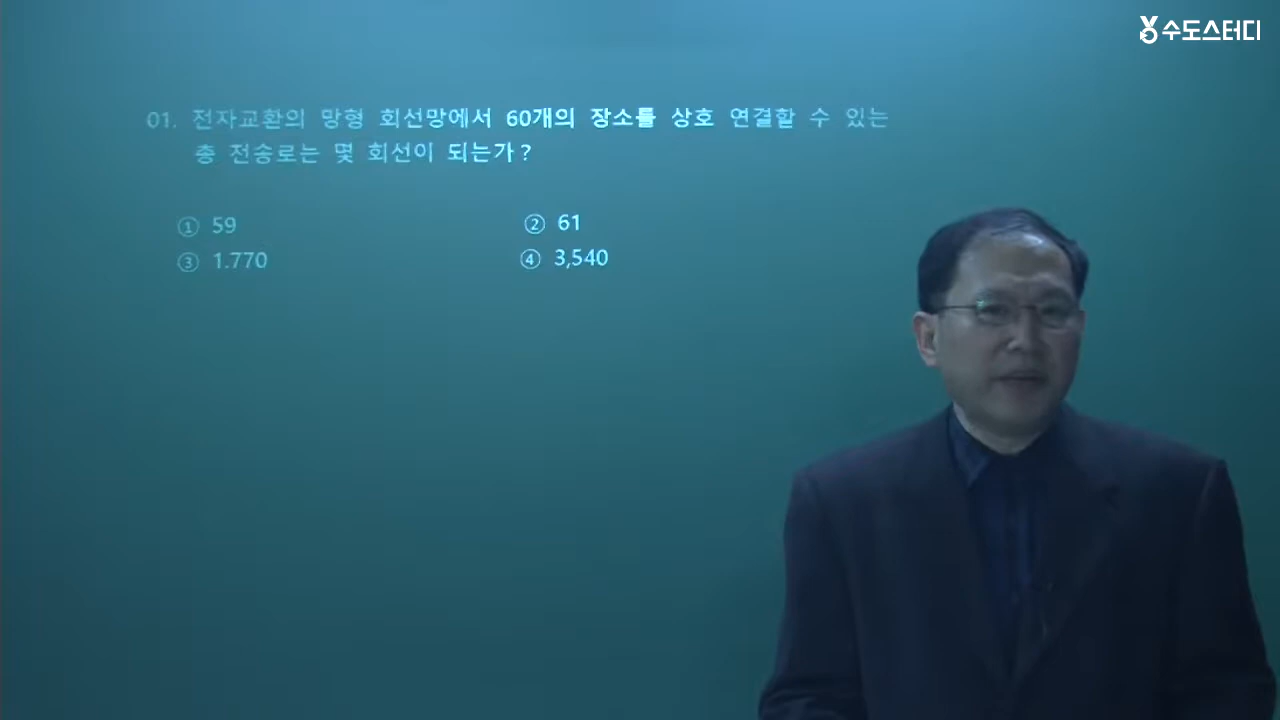 수도스터디
01. 전자교환의 망형 회선망에서 60개의 장소를 상호 연결할 수 있는
총 전송로는 몇 회선이 되는가?
① 59
② 61
③ 1.770
④ 3,540